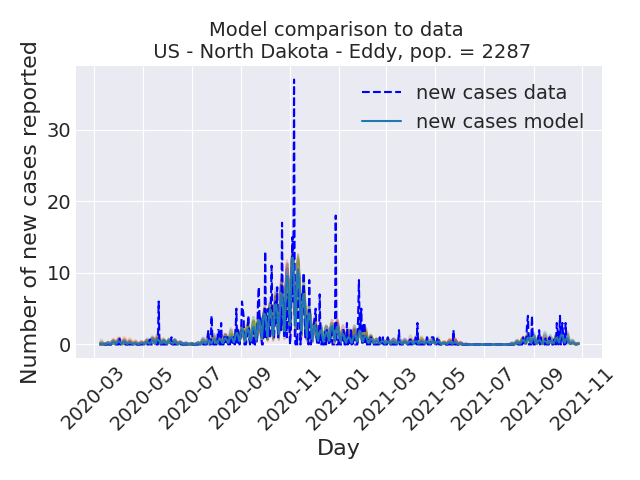 Model comparison to data
US - North Dakota - Eddy, pop. = 2287
Number of new cases reported
30
20
10
0
new cases data
new cases model
2020-03
2020-05
2020-07
2020-09
2020-11
2021-01
2021-03
2021-05
2021-07
2021-09
2021-11
Day